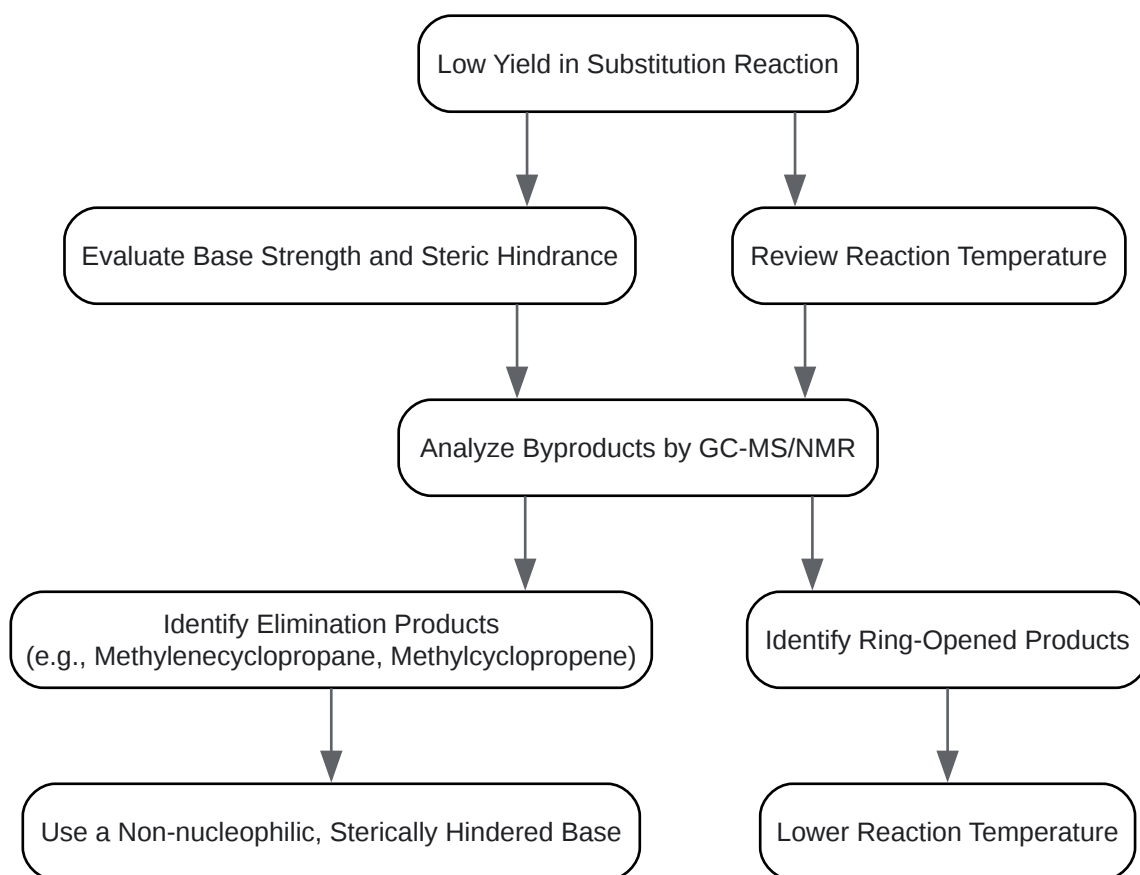 Low Yield in Substitution Reaction
Evaluate Base Strength and Steric Hindrance
Review Reaction Temperature
Analyze Byproducts by GC-MS/NMR
Identify Elimination Products
(e.g., Methylenecyclopropane, Methylcyclopropene)
Identify Ring-Opened Products
Use a Non-nucleophilic, Sterically Hindered Base
Lower Reaction Temperature